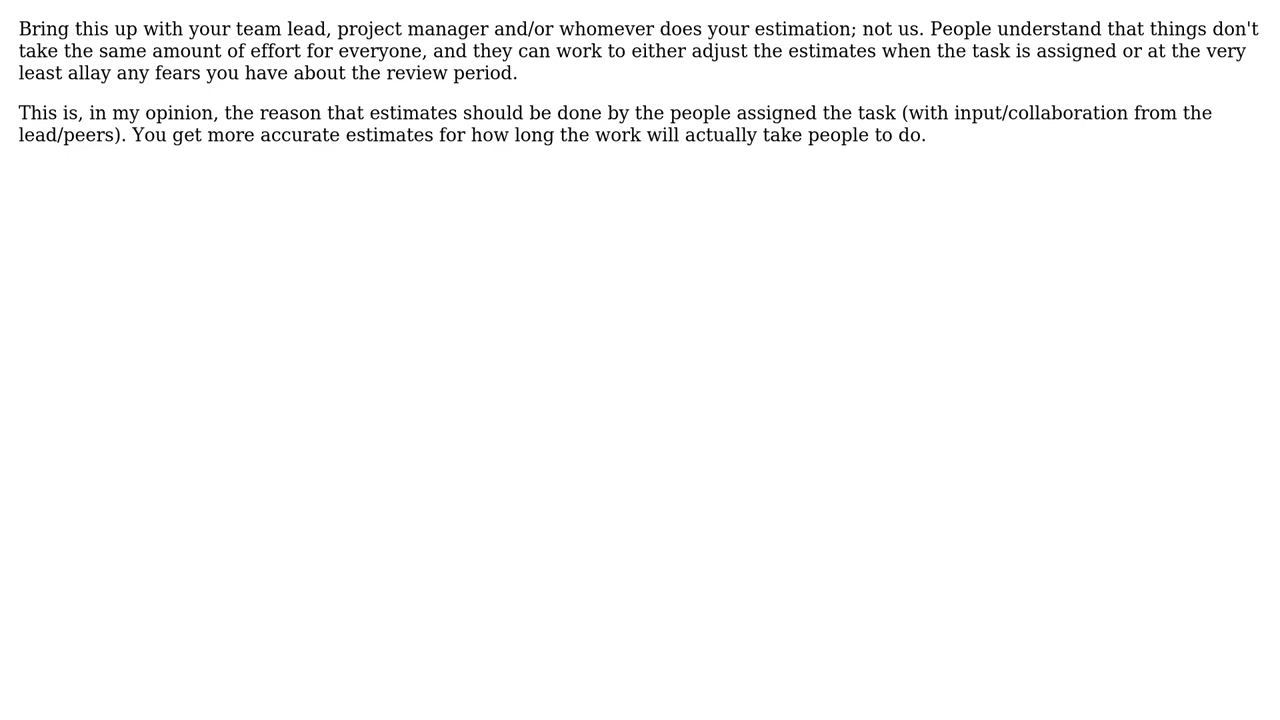 Bring this up with your team lead, project manager and/or whomever does your estimation; not us. People understand that things don't
take the same amount of effort for everyone, and they can work to either adjust the estimates when the task is assigned or at the very
least allay any fears you have about the review period.
This is, in my opinion, the reason that estimates should be done by the people assigned the task (with input/collaboration from the
lead/peers). You get more accurate estimates for how long the work will actually take people to do.